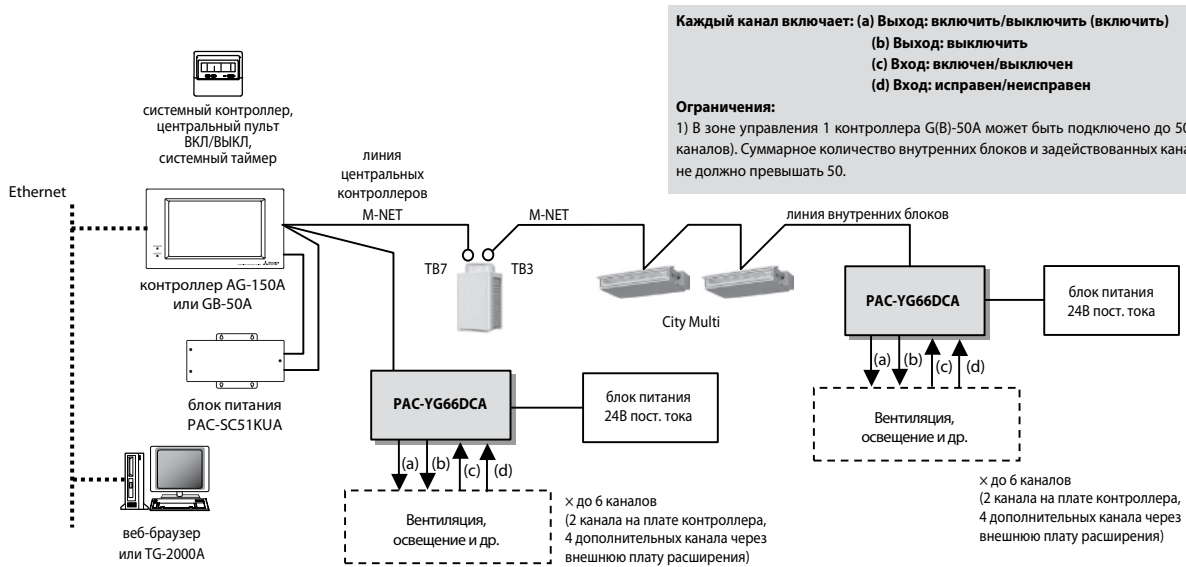 Каждый канал включает: (a) Выход: включить/выключить (включить)
(b) Выход: выключить
(c) Вход: включен/выключен
(d) Вход: исправен/неисправен
Ограничения:
1) В зоне управления 1 контроллера G(B)-50A может быть подключено до 50
каналов). Суммарное количество внутренних блоков и задействованных
не должно превышать 50.
системный контроллер,
центральный пульт
ВКЛ/ВЫКЛ,
системный таймер
линия
центральных
контроллеров
Ethernet
M-NET
M-NET
линия внутренних блоков
TB7
TB3
контроллер AG-150A
или GB-50A
City Multi
PAC-YG66DCA
блок питания
24В пост. тока
(a)
(b)
(c)
(d)
Вентиляция,
освещение и др.
× до 6 каналов
(2 канала на плате контроллера,
4 дополнительных канала через
внешнюю плату расширения)
блок питания
PAC-SC51KUA
PAC-YG66DCA
блок питания
24В пост. тока
(a)
(b)
(c)
(d)
Вентиляция,
освещение и др.
× до 6 каналов
(2 канала на плате контроллера,
4 дополнительных канала через
внешнюю плату расширения)
веб-браузер
или TG-2000A